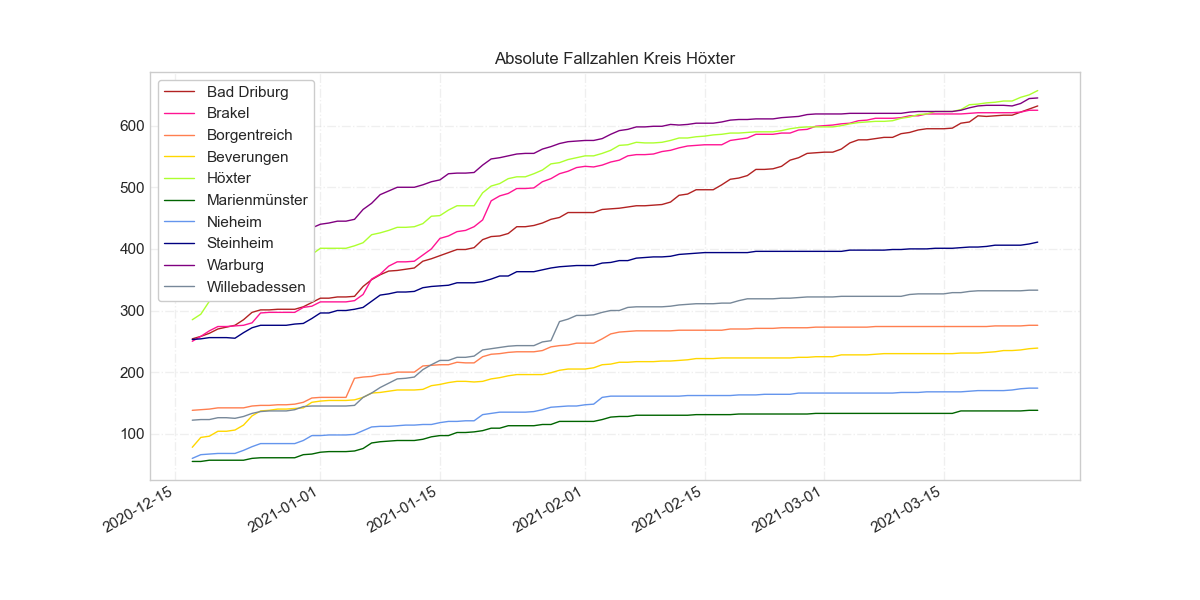 Absolute Fallzahlen Kreis Höxter
Bad Driburg
Brakel
Borgentreich
Beverungen
Höxter
Marienmünster
Nieheim
Steinheim
Warburg
Willebadessen
600
500
400
300
200
100
2020-12-15
2021-01-01
2021-01-15
2021-02-01
2021-02-15
2021-03-01
2021-03-15